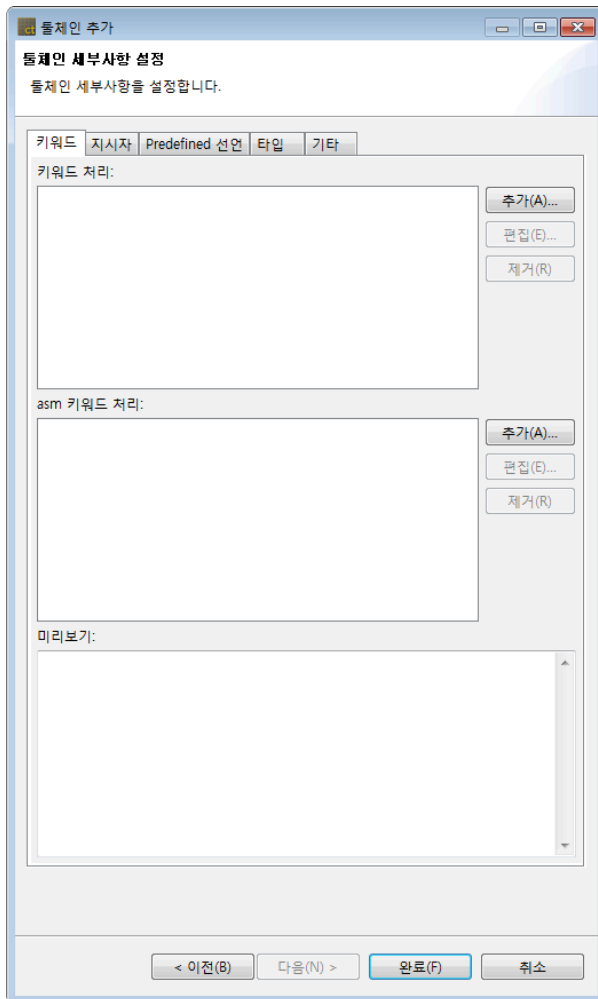 ct 툴체인 추가
툴체인 세부사항 설정
툴체인 세부사항을 설정합니다.
키워드 지시자 Predefined 선언 타입 기타
키워드 처리:
추가(A)...
편집(E)...
제거(R)
asm 키워드 처리:
추가(A)...
편집(E)...
제거(R)
미리보기:
< 이전(B) 다음(N) > 완료(F) 취소